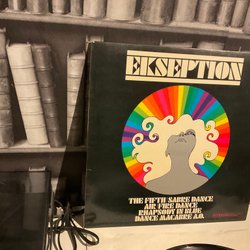 EKSEPTION
THE FIFTH SABRE DANCE
AIR FIRE DANCE
RHAPSODY IN BLUE
DANCE MACABRE A.O.